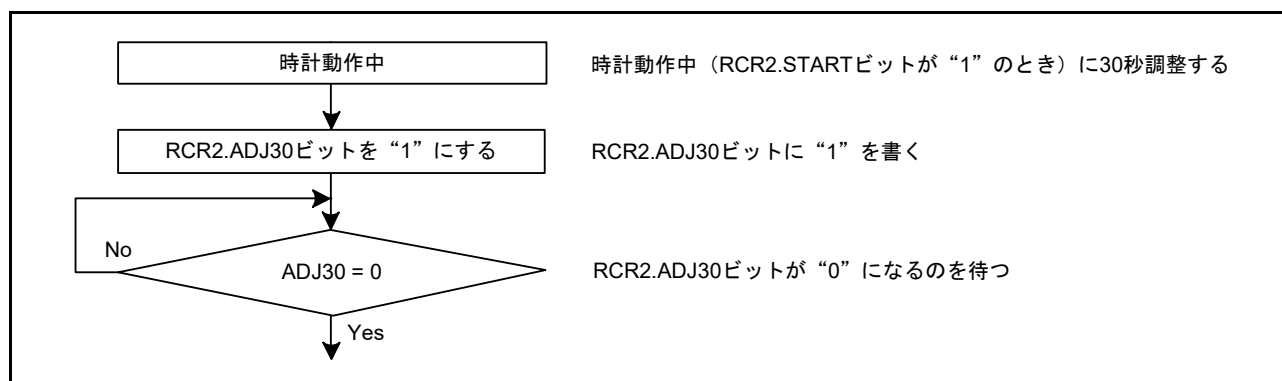 時計動作中
時計動作中（RCR2.STARTビットが“1”のとき）に30秒調整する
RCR2.ADJ30ビットを“1”にする
RCR2.ADJ30ビットに“1”を書く
No
ADJ30 = 0
RCR2.ADJ30ビットが“0”になるのを待つ
Yes